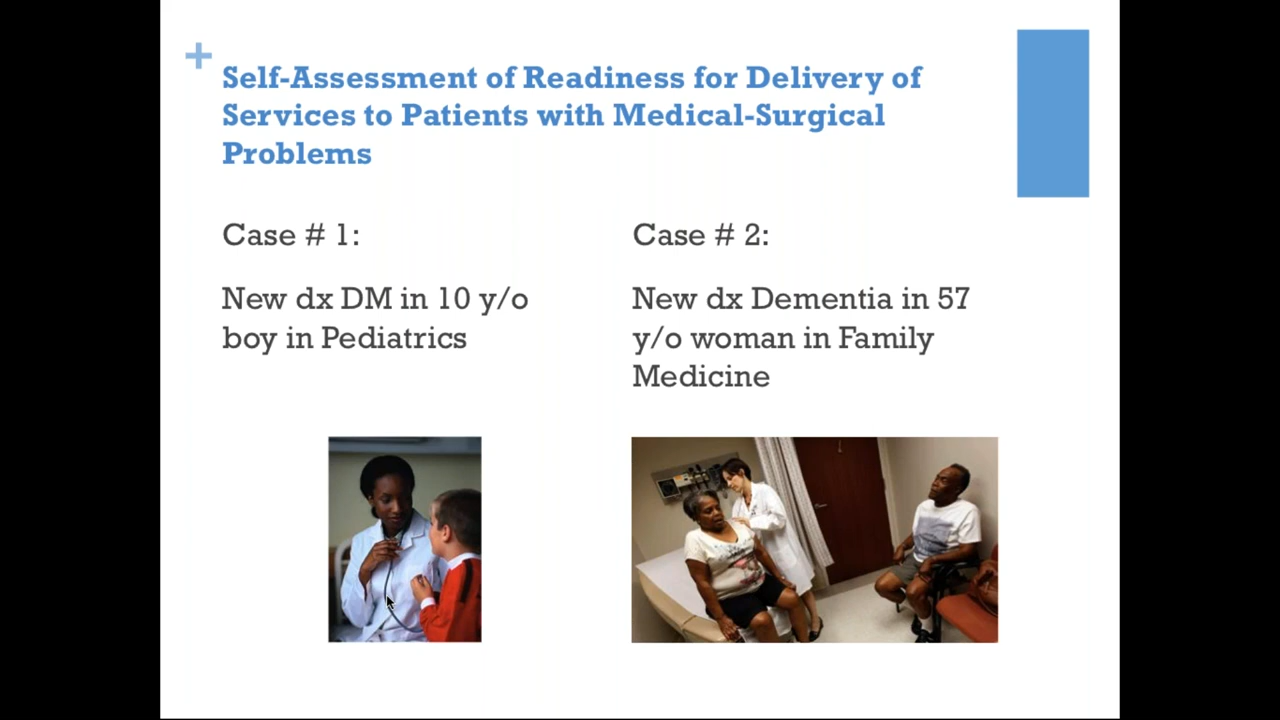 +
Self-Assessment of Readiness for Delivery of
Services to Patients with Medical-Surgical
Problems
Case # 1:
New dx DM in 10 y/o
boy in Pediatrics
Case # 2:
New dx Dementia in 57
y/o woman in Family
Medicine